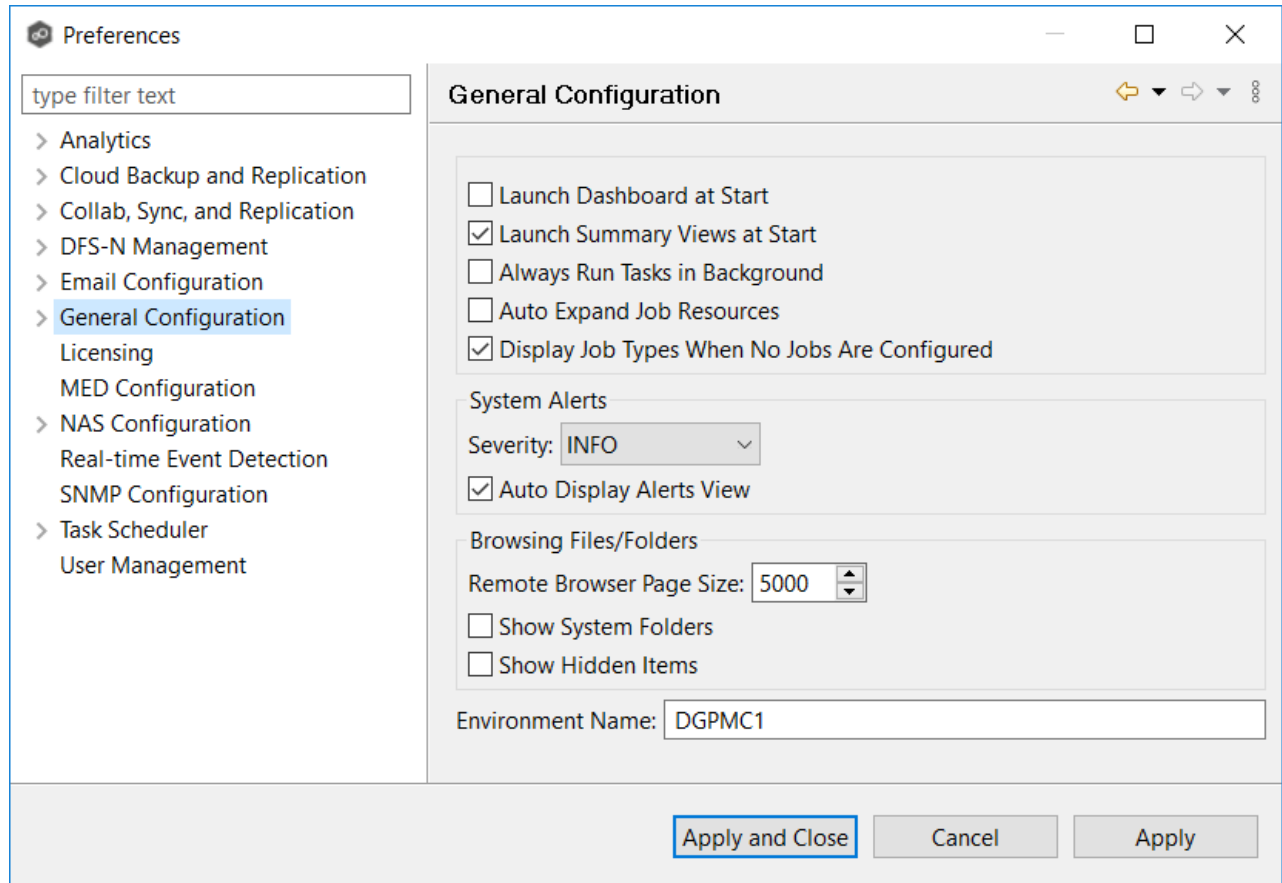 Preferences
type filter text
Analytics
Cloud Backup and Replication
Collab, Sync, and Replication
DFS-N Management
Email Configuration
General Configuration
Licensing
MED Configuration
NAS Configuration
Real-time Event Detection
SNMP Configuration
Task Scheduler
User Management
General Configuration
Launch Dashboard at Start
Launch Summary Views at Start
Always Run Tasks in Background
Auto Expand Job Resources
Display Job Types When No Jobs Are Configured
System Alerts
Severity: INFO
Auto Display Alerts View
Browsing Files/Folders
Remote Browser Page Size: 5000
Show System Folders
Show Hidden Items
Environment Name: DGPMC1
Apply and Close Cancel Apply